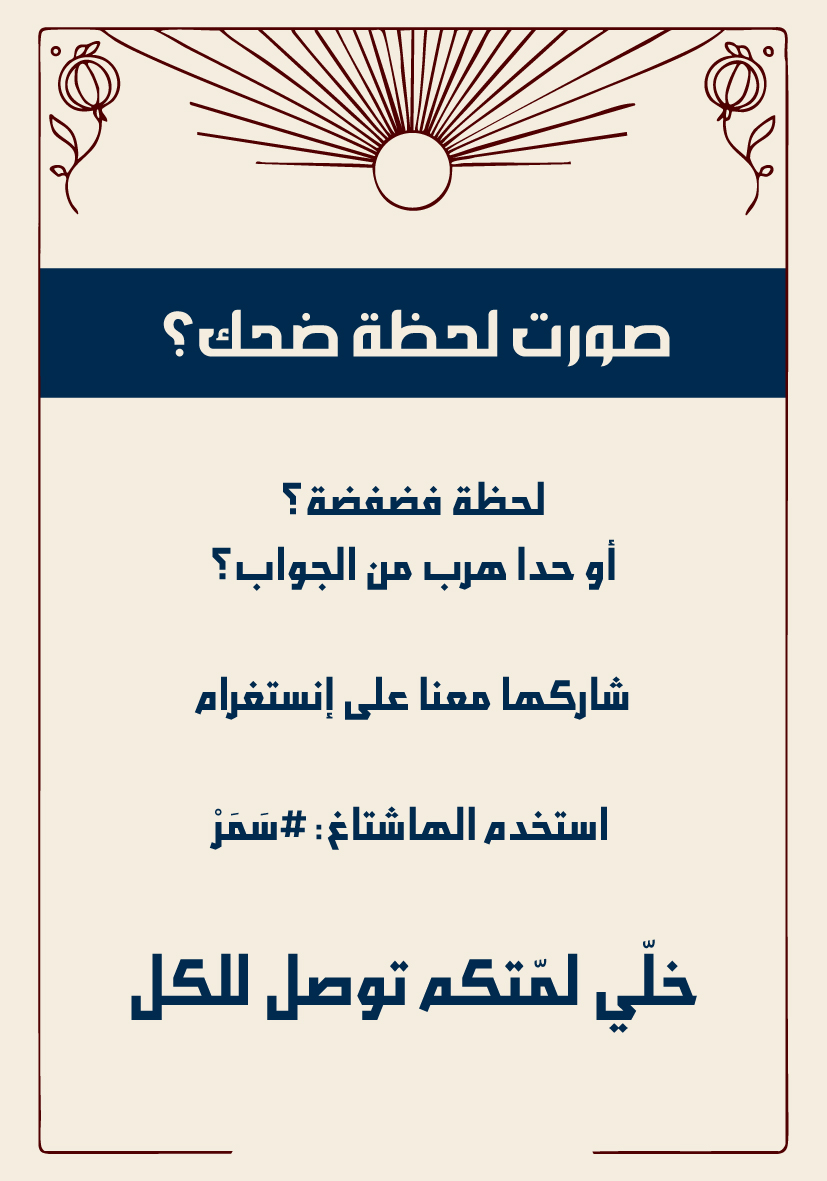 صورت لحظة ضحك؟
لحظة فضفضة؟
أو حدا هرب من الجواب؟
شاركها معنا على إنستغرام
استخدم الهاشتاغ: #سَمَرْ
خلّي لمّتكم توصل للكل